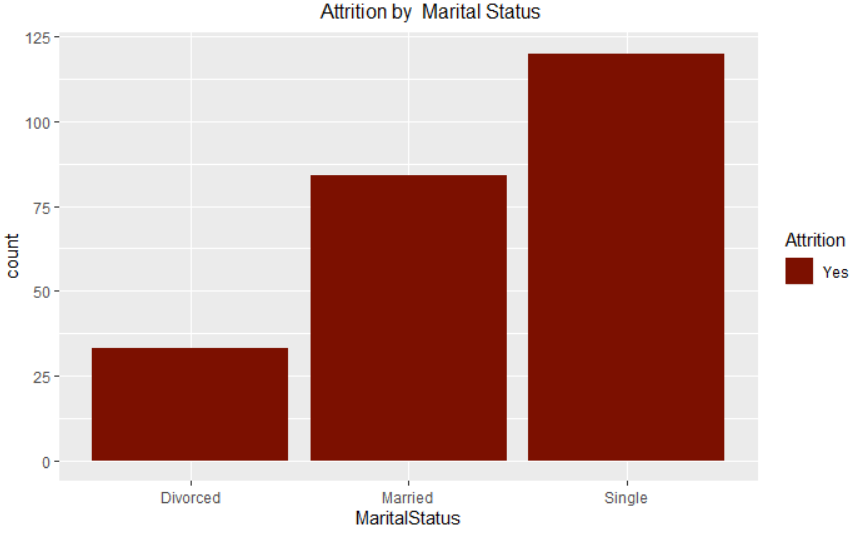 Attrition by  Marital Status
125
100
75
50
25
0
count
Divorced
Married
Single
MaritalStatus
Attrition
Yes